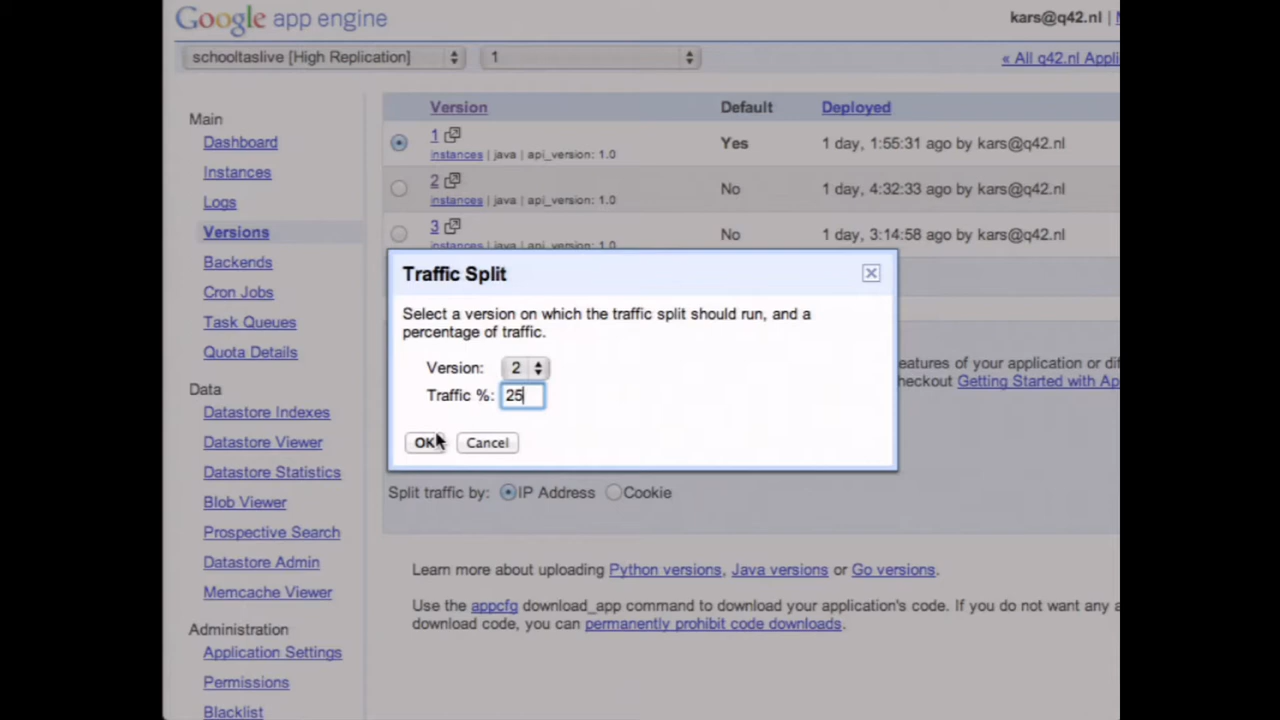 Google app engine
kars@q42.nl |
schooltaslive [High Replication]
1
« All q42.nl Appli
Main
Dashboard
Instances
Logs
Versions
Backends
Cron Jobs
Task Queues
Quota Details
Data
Datastore Indexes
Datastore Viewer
Datastore Statistics
Blob Viewer
Prospective Search
Datastore Admin
Memcache Viewer
Administration
Application Settings
Permissions
Blacklist
Version Default Deployed
1 Yes 1 day, 1:55:31 ago by kars@q42.nl
instances | java | api_version: 1.0
2 No 1 day, 4:32:33 ago by kars@q42.nl
instances | java | api_version: 1.0
3 No 1 day, 3:14:58 ago by kars@q42.nl
instances | java | api_version: 1.0
Traffic Split
Select a version on which the traffic split should run, and a
percentage of traffic.
Version: 2
Traffic %: 25
OK Cancel
eatures of your application or dif
heckout Getting Started with Ap
Split traffic by: IP Address Cookie
Learn more about uploading Python versions, Java versions or Go versions.
Use the appcfg download_app command to download your application's code. If you do not want any a
download code, you can permanently prohibit code downloads.